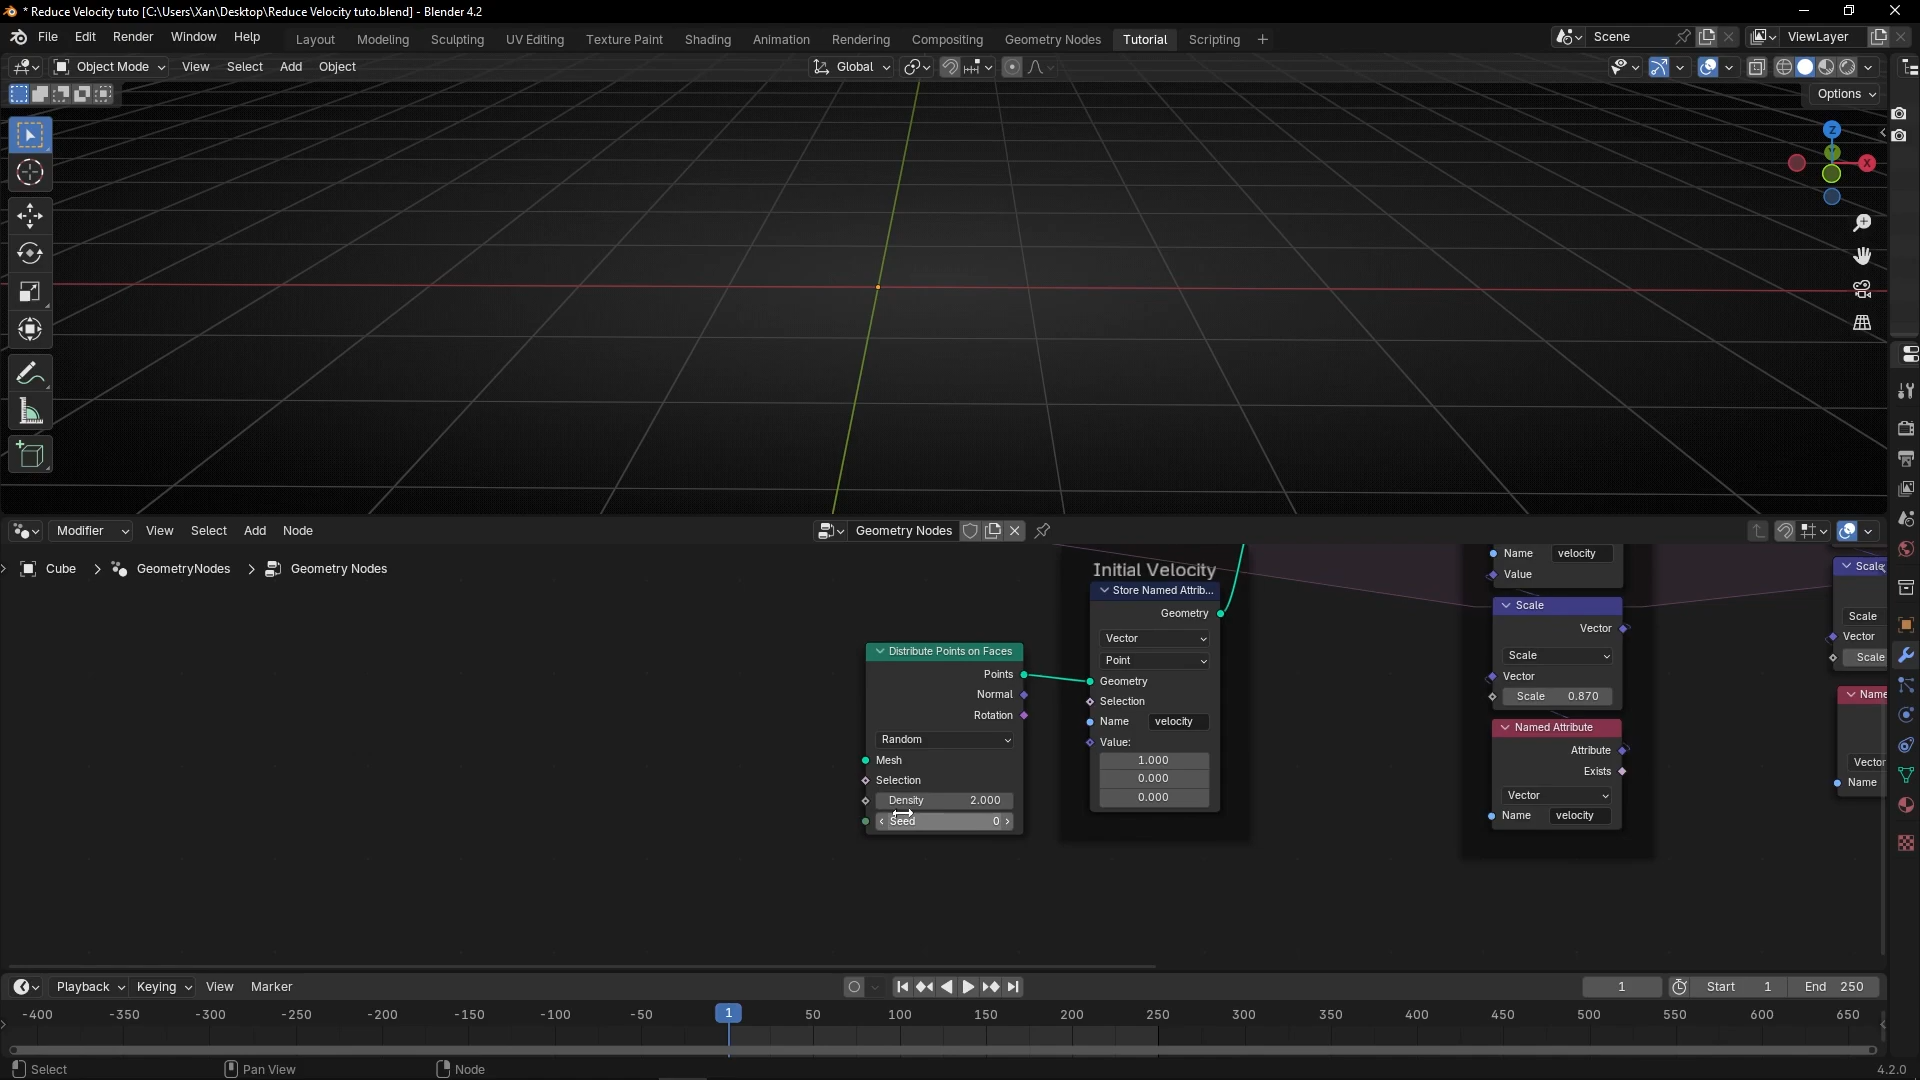 * Reduce Velocity tuto [C:\Users\Xan\Desktop\Reduce Velocity tuto.blend] - Blender 4.2
File Edit Render Window Help
Layout Modeling Sculpting UV Editing Texture Paint Shading Animation Rendering Compositing Geometry Nodes Tutorial Scripting +
Scene
ViewLayer
Object Mode View Select Add Object
Global
Options
Z
Y
X
Modifier View Select Add Node
Geometry Nodes
Cube > GeometryNodes > Geometry Nodes
Initial Velocity
Store Named Attrib...
Geometry
Vector
Point
Geometry
Selection
Name velocity
Value:
1.000
0.000
0.000
Distribute Points on Faces
Points
Normal
Rotation
Random
Mesh
Selection
Density 2.000
Seed 0
Name velocity
Value
Scale
Vector
Scale
Vector
Scale 0.870
Named Attribute
Attribute
Exists
Vector
Name velocity
Scale
Scale
Vector
Scale
Name
Vector
Name
Playback Keying View Marker
1
Start 1
End 250
-400 -350 -300 -250 -200 -150 -100 -50 1 50 100 150 200 250 300 350 400 450 500 550 600 650
Select
Pan View
Node
4.2.0